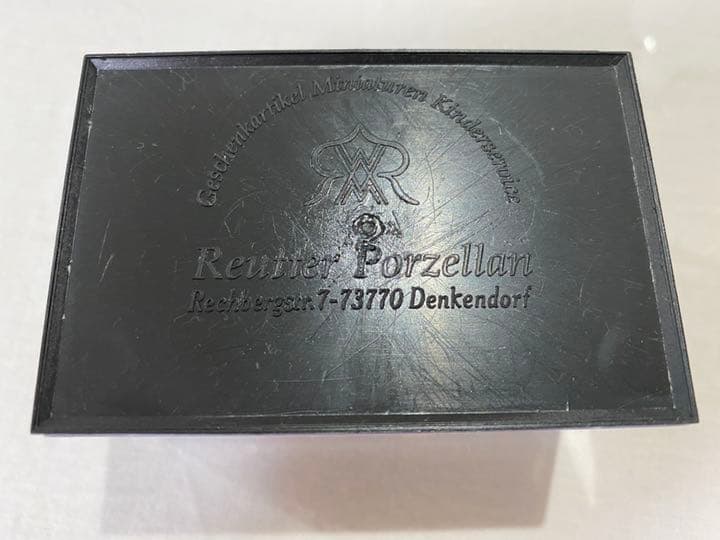 Geschenkartikel Miniaturen Kinderservice
Reutter Porzellan
Rechbergstr.7-73770 Denkendorf